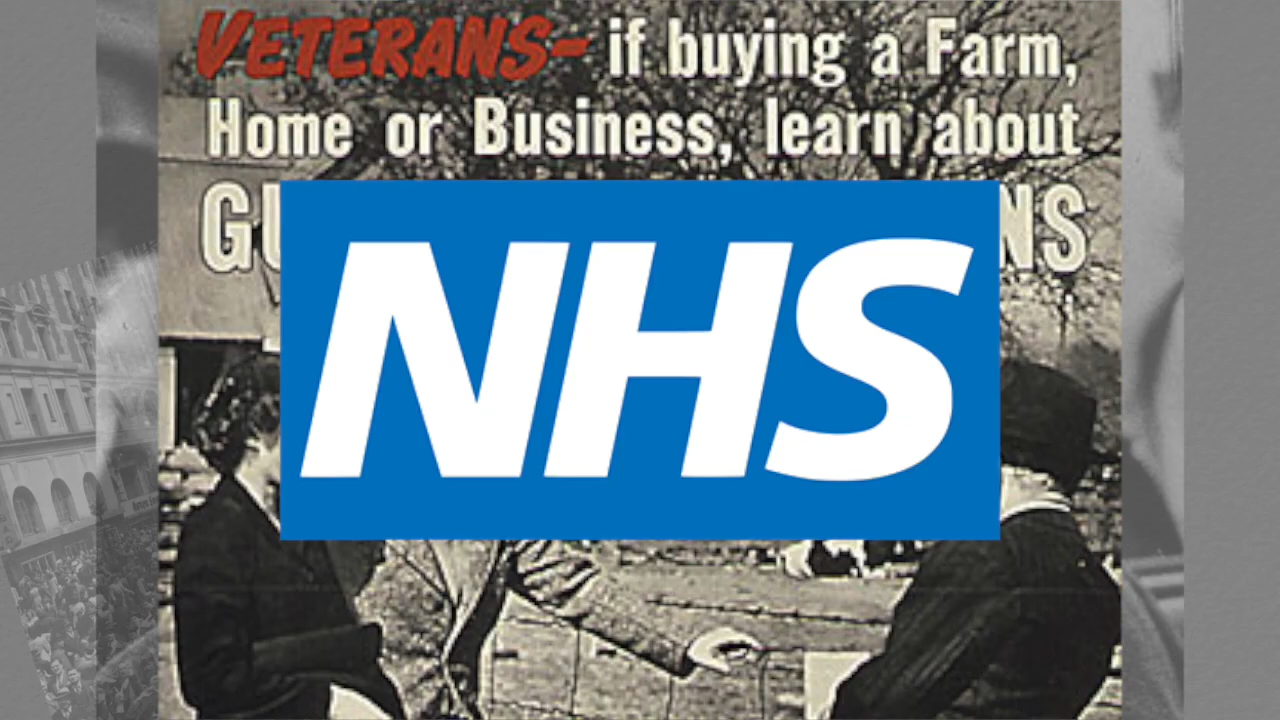 VETERANS- if buying a Farm,
Home or Business, learn about
NHS